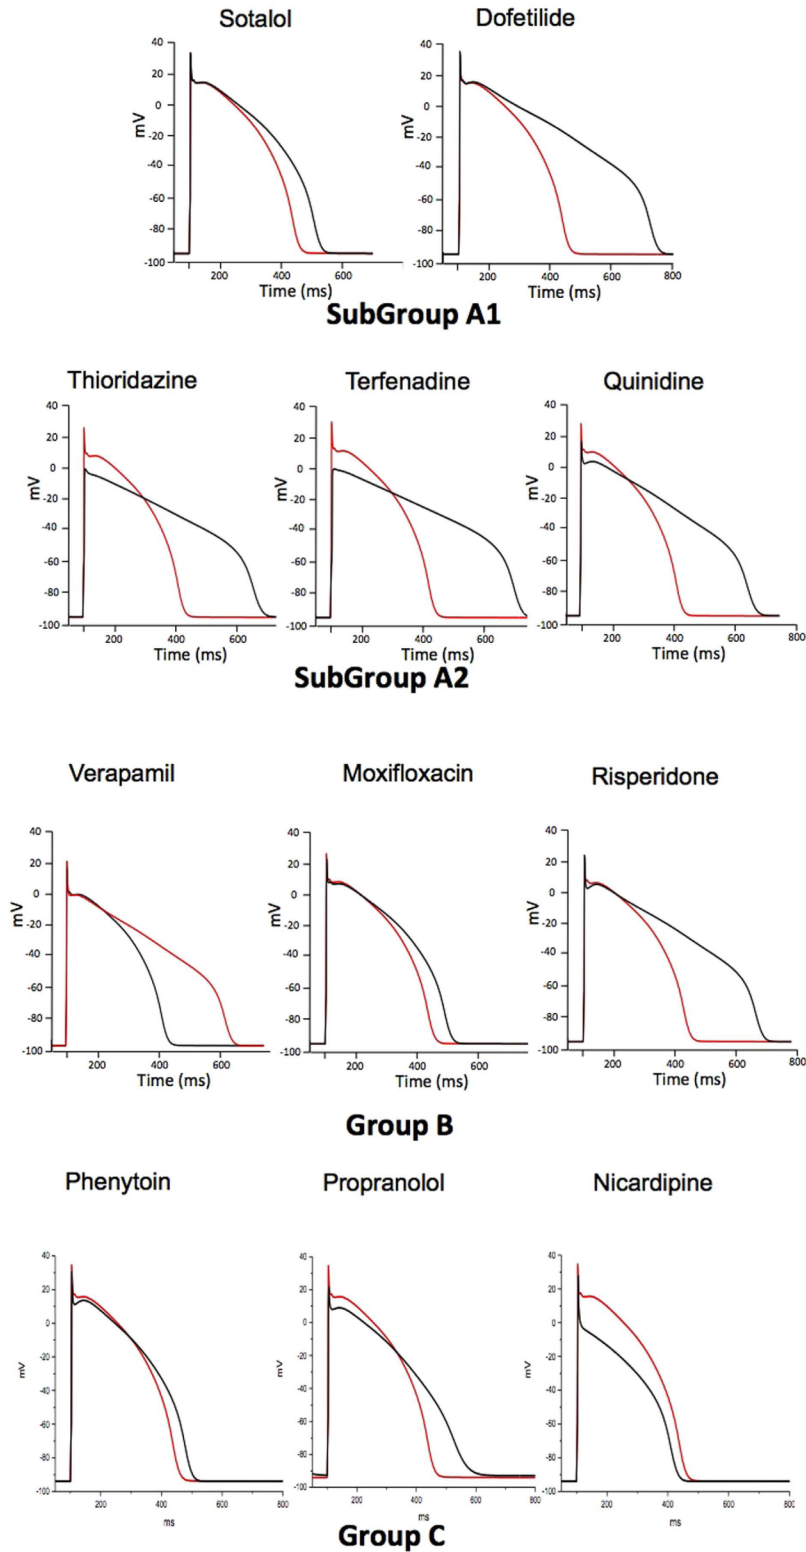 Sotalol Dofetilide
40 40
20 20
0 0
mV mV
-20 -20
-40 -40
-60 -60
-80 -80
-100 -100
200 400 600 200 400 600 800
Time (ms) Time (ms)
SubGroup A1
Thioridazine Terfenadine Quinidine
40 40 40
20 20 20
0 0 0
mV mV mV
-20 -20 -20
-40 -40 -40
-60 -60 -60
-80 -80 -80
-100 -100 -100
200 400 600 200 400 600 200 400 600 800
Time (ms) Time (ms) Time (ms)
SubGroup A2
Verapamil Moxifloxacin Risperidone
40 40 40
20 20 20
0 0 0
mV mV mV
-20 -20 -20
-40 -40 -40
-60 -60 -60
-80 -80 -80
-100 -100 -100
200 400 600 200 400 600 200 400 600 800
Time (ms) Time (ms) Time (ms)
Group B
Phenytoin Propranolol Nicardipine
40 40 40
20 20 20
0 0 0
-20 -20 -20
mV mV mV
-40 -40 -40
-60 -60 -60
-80 -80 -80
-100 -100 -100
200 400 600 800 200 400 600 800 200 400 600 800
ms ms ms
Group C